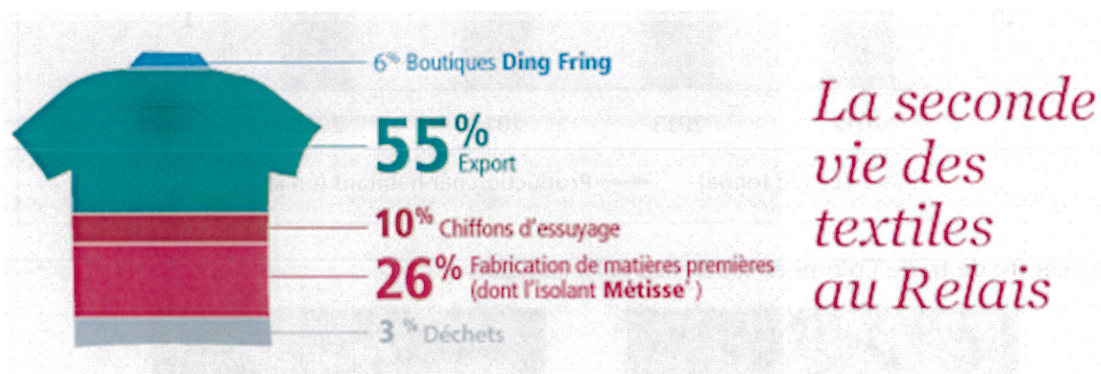 6% Boutiques Ding Fring
55%
Export
10% Chiffons d'essuyage
26% Fabrication de matières premières
(dont l'isolant Métisse®)
3 % Déchets
La seconde
vie des
textiles
au Relais